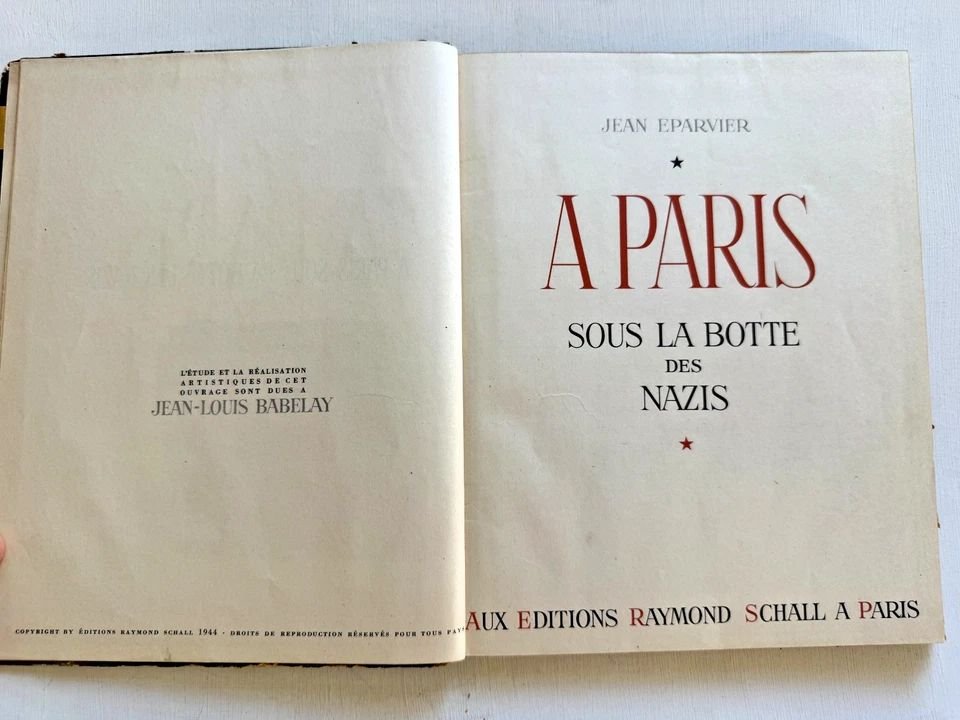 L'ÉTUDE ET LA RÉALISATION
ARTISTIQUES DE CET
OUVRAGE SONT DUES A
JEAN-LOUIS BABELAY
COPYRIGHT BY ÉDITIONS RAYMOND SCHALL 1944 - DROITS DE REPRODUCTION RÉSERVÉS POUR TOUS PAYS
JEAN EPARVIER
A PARIS
SOUS LA BOTTE
DES
NAZIS
AUX EDITIONS RAYMOND SCHALL A PARIS